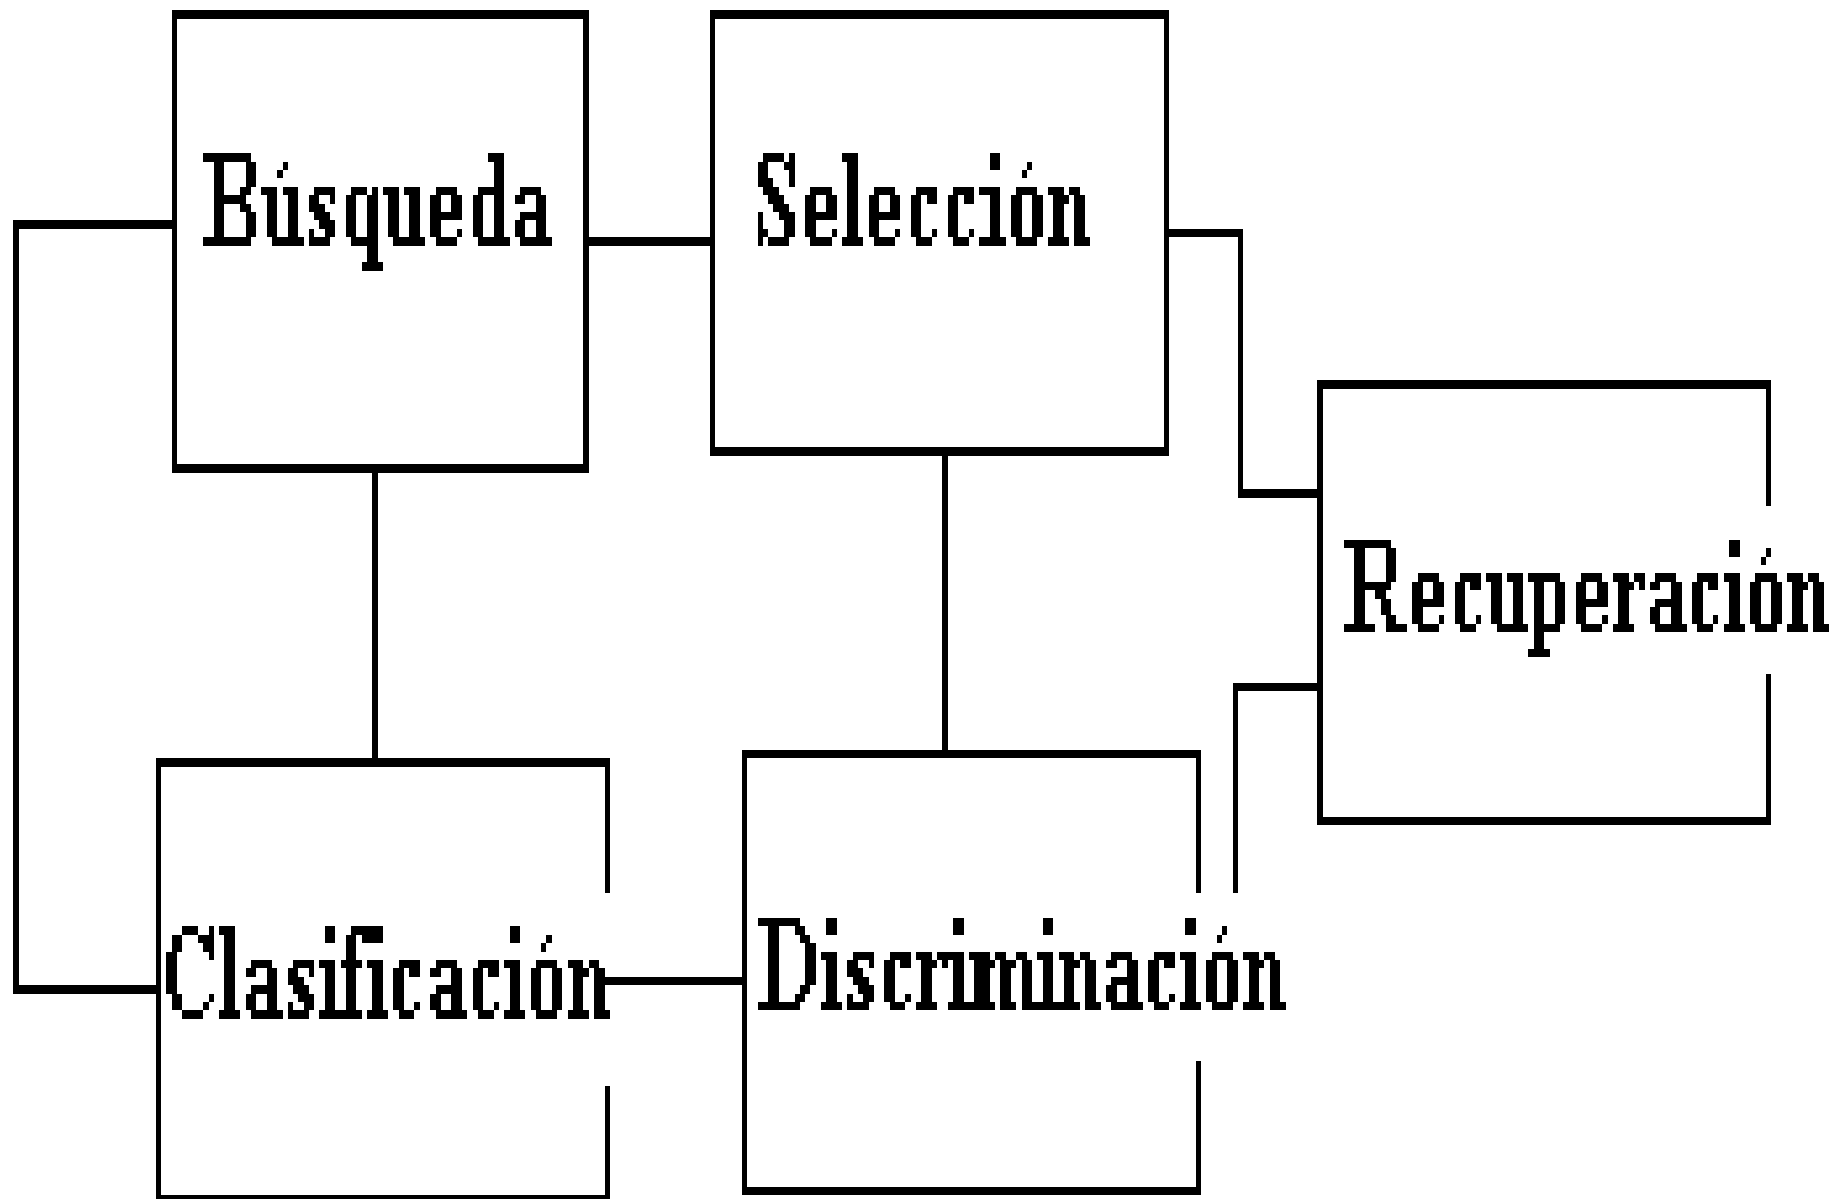 Búsqueda
Selección
Recuperación
Clasificación
Discriminación